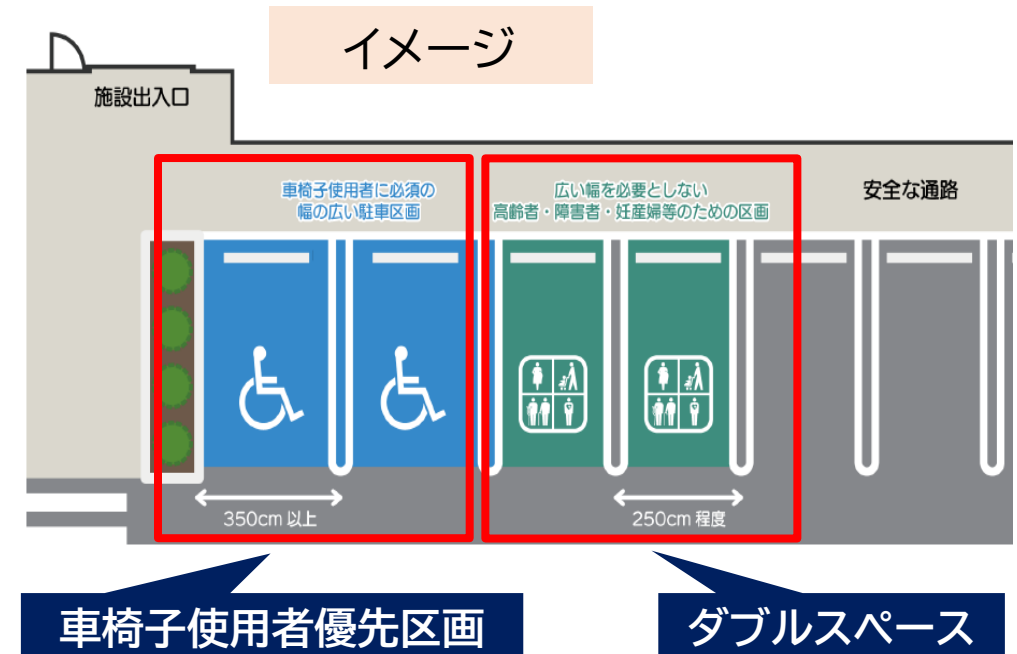 イメージ
施設出入口
車椅子使用者に必須の
幅の広い駐車区画
広い幅を必要としない
高齢者・障害者・妊産婦等のための区画
安全な通路
350cm 以上
250cm 程度
車椅子使用者優先区画
ダブルスペース